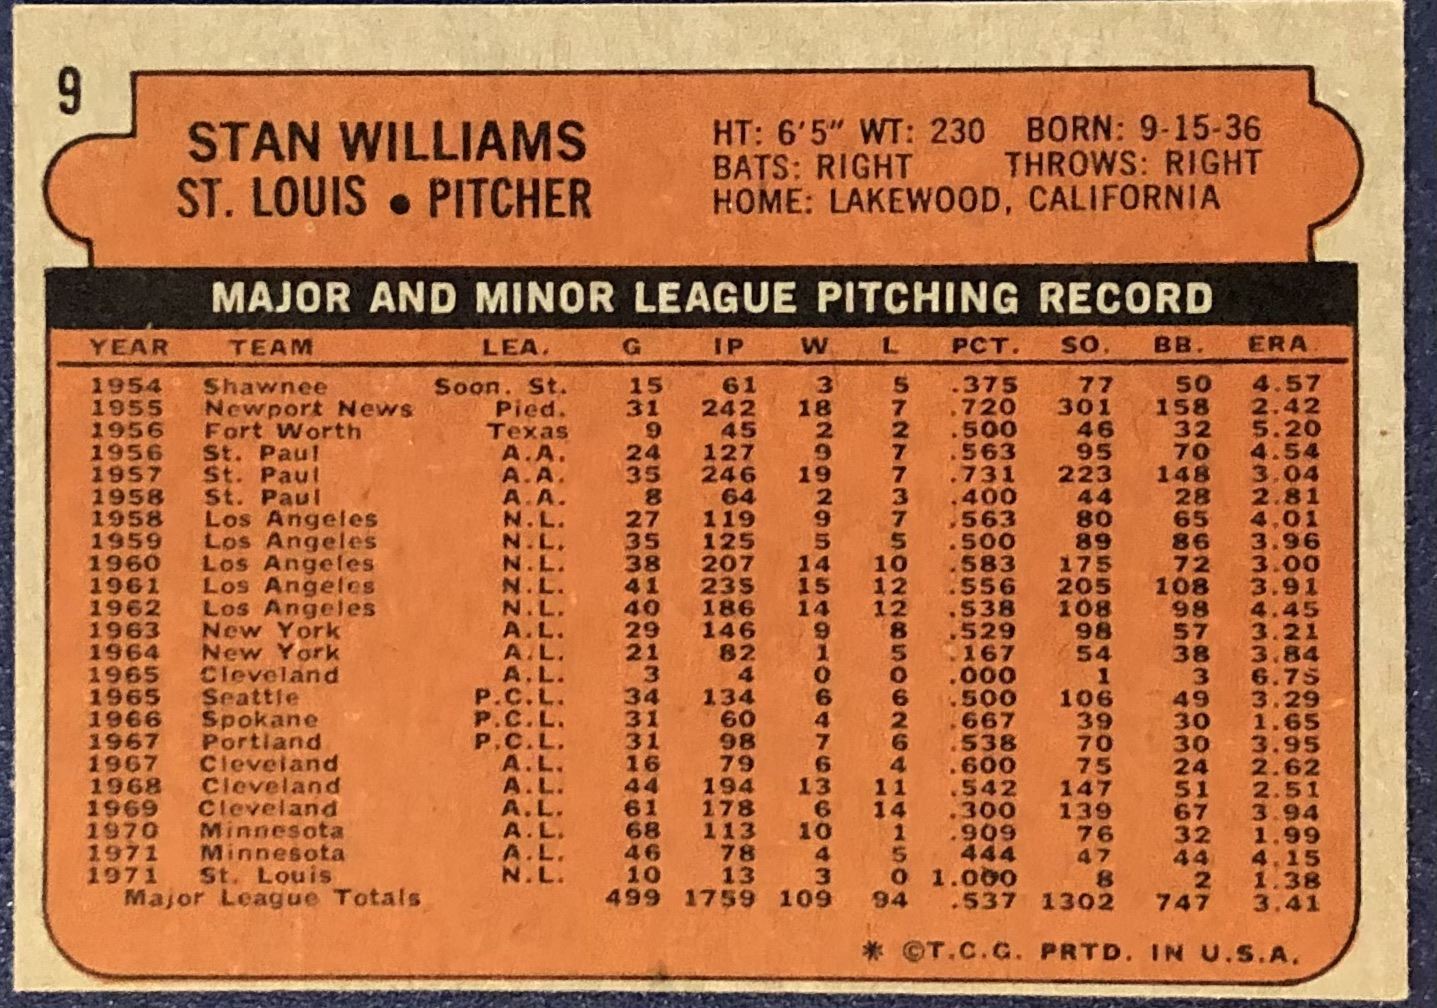 9
STAN WILLIAMS
ST. LOUIS • PITCHER
HT: 6'5" WT: 230 BORN: 9-15-36
BATS: RIGHT THROWS: RIGHT
HOME: LAKEWOOD, CALIFORNIA
MAJOR AND MINOR LEAGUE PITCHING RECORD
YEAR TEAM LEA. G IP W L PCT. SO. BB. ERA
1954 Shawnee Soon. St. 15 61 3 5 .375 77 50 4.57
1955 Newport News Pied. 31 242 18 7 .720 301 158 2.42
1956 Fort Worth Texas 9 45 2 2 .500 46 32 5.20
1956 St. Paul A.A. 24 127 9 7 .563 95 70 4.54
1957 St. Paul A.A. 35 246 19 7 .731 223 148 3.04
1958 St. Paul A.A. 8 64 2 3 .400 44 28 2.81
1958 Los Angeles N.L. 27 119 9 7 .563 80 65 4.01
1959 Los Angeles N.L. 35 125 5 5 .500 89 86 3.96
1960 Los Angeles N.L. 38 207 14 10 .583 175 72 3.00
1961 Los Angeles N.L. 41 235 15 12 .556 205 108 3.91
1962 Los Angeles N.L. 40 186 14 12 .538 108 98 4.45
1963 New York A.L. 29 146 9 8 .529 98 57 3.21
1964 New York A.L. 21 82 1 5 .167 54 38 3.84
1965 Cleveland A.L. 3 4 0 0 .000 1 3 6.75
1965 Seattle P.C.L. 34 134 6 6 .500 106 49 3.29
1966 Spokane P.C.L. 31 60 4 2 .667 39 30 1.65
1967 Portland P.C.L. 31 98 7 6 .538 70 30 3.95
1967 Cleveland A.L. 16 79 6 4 .600 75 24 2.62
1968 Cleveland A.L. 44 194 13 11 .542 147 51 2.51
1969 Cleveland A.L. 61 178 6 14 .300 139 67 3.94
1970 Minnesota A.L. 68 113 10 1 .909 76 32 1.99
1971 Minnesota A.L. 46 78 4 5 .444 47 44 4.15
1971 St. Louis N.L. 10 13 3 0 1.000 8 2 1.38
Major League Totals 499 1759 109 94 .537 1302 747 3.41
* ©T.C.G. PRTD. IN U.S.A.